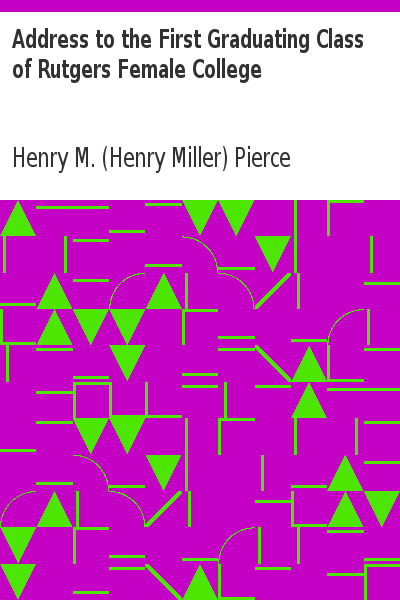 Address to the First Graduating Class
of Rutgers Female College
Henry M. (Henry Miller) Pierce